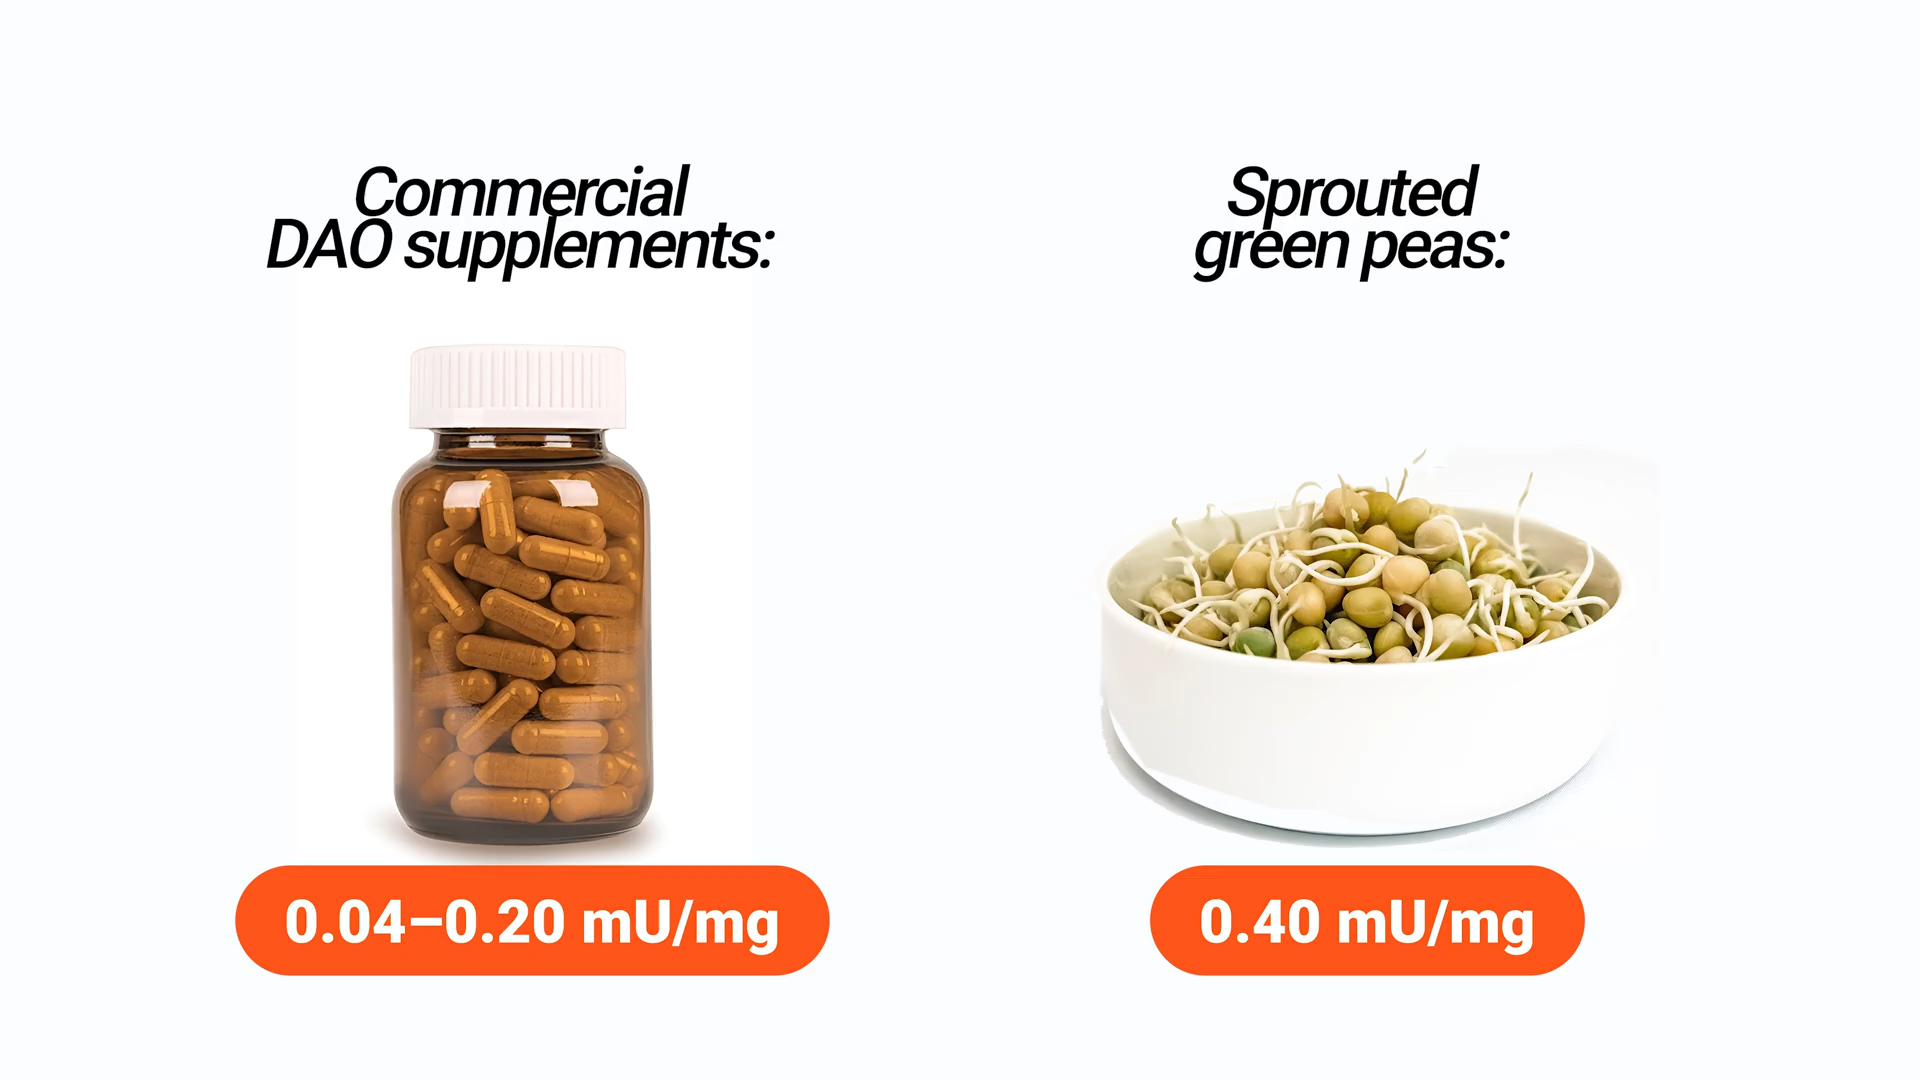 Commercial
DAO supplements:
0.04–0.20 mU/mg
Sprouted
green peas:
0.40 mU/mg